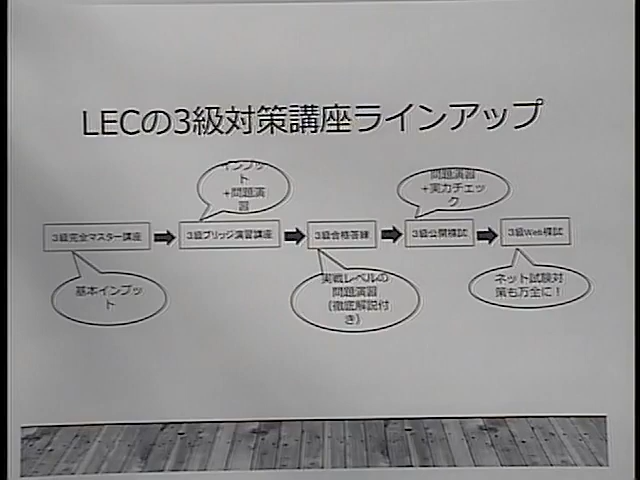 LECの3級対策講座ラインアップ
インプッ
ト
+問題演
習
問題演習
+実力チェッ
ク
3級完全マスター講座
3級ブリッジ演習講座
3級合格答練
3級公開模試
3級Web模試
基本インプッ
ト
実戦レベルの
問題演習
(徹底解説付
き)
ネット試験対
策も万全に！